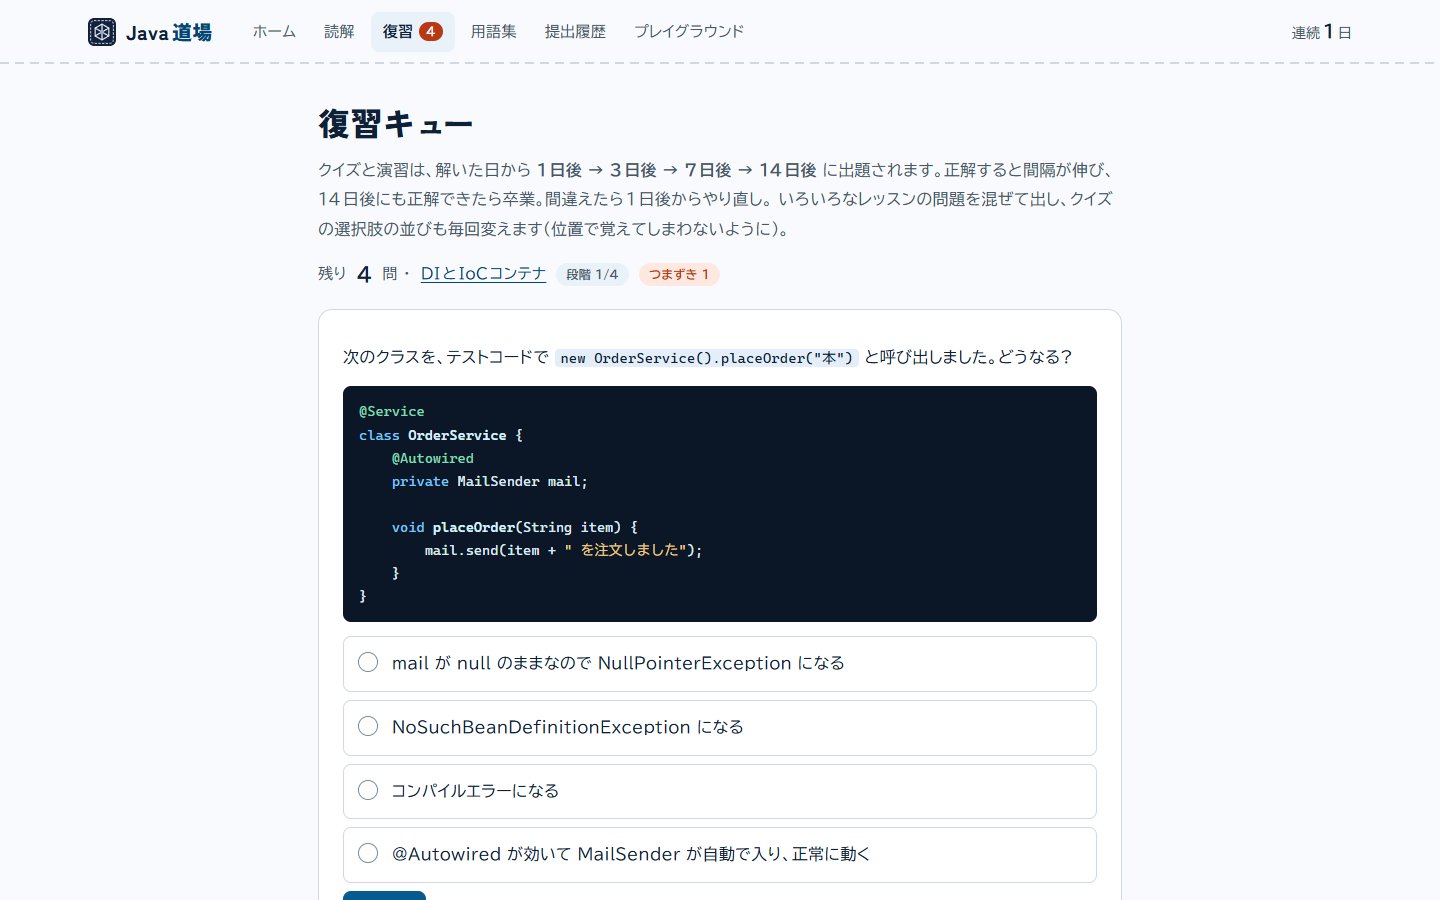 Java 道場
ホーム 読解 復習 4 用語集 提出履歴 プレイグラウンド
連続 1 日
復習キュー
クイズと演習は、解いた日から 1日後 → 3日後 → 7日後 → 14日後 に出題されます。正解すると間隔が伸び、
14日後にも正解できたら卒業。間違えたら1日後からやり直し。 いろいろなレッスンの問題を混ぜて出し、クイズ
の選択肢の並びも毎回変えます(位置で覚えてしまわないように)。
残り 4 問 · DIとIoCコンテナ 段階 1/4 つまずき 1
次のクラスを、テストコードで new OrderService().placeOrder("本") と呼び出しました。どうなる?
@Service
class OrderService {
    @Autowired
    private MailSender mail;
    void placeOrder(String item) {
        mail.send(item + " を注文しました");
    }
}
mail が null のままなので NullPointerException になる
NoSuchBeanDefinitionException になる
コンパイルエラーになる
@Autowired が効いて MailSender が自動で入り、正常に動く